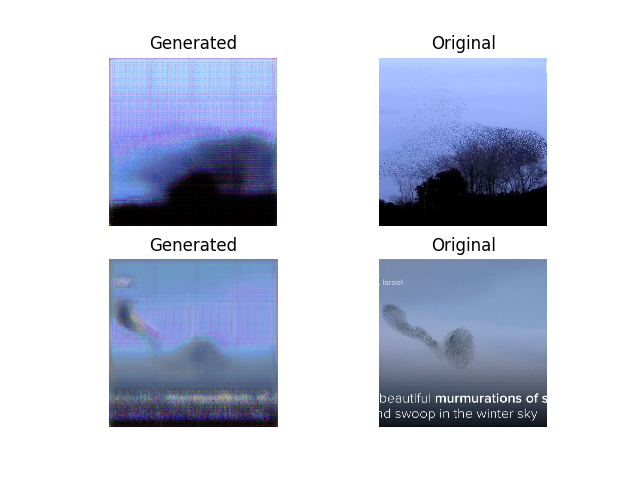 Generated
Original
Generated
Original
, Israel
beautiful murmurations of s
nd swoop in the winter sky